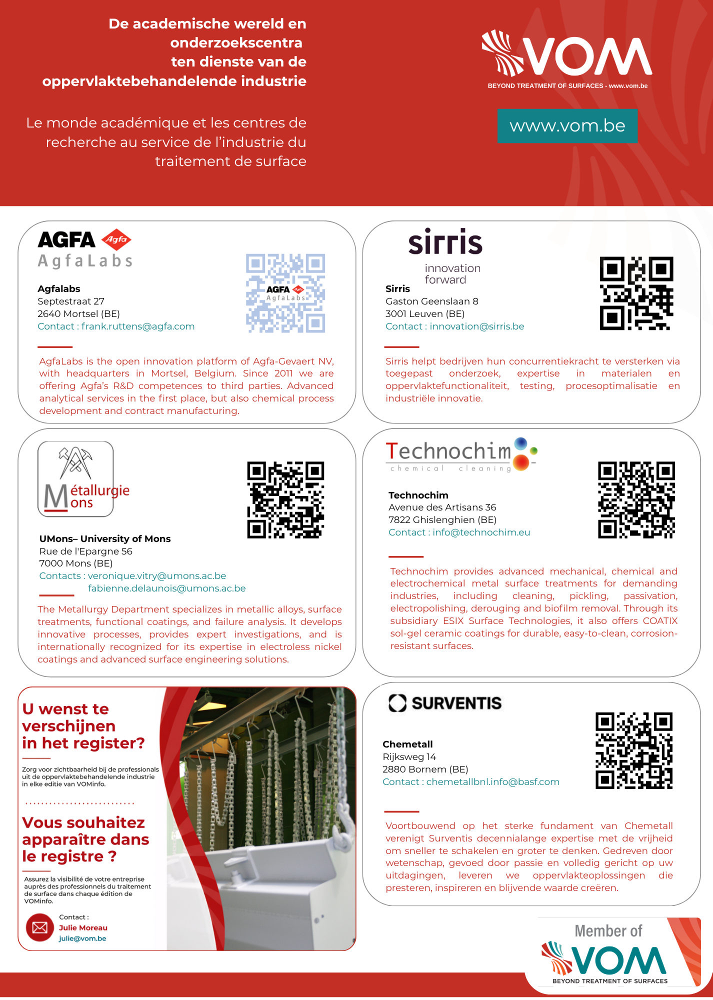 De academische wereld en
onderzoekscentra
ten dienste van de
oppervlaktebehandelende industrie
Le monde académique et les centres de
recherche au service de l'industrie du
traitement de surface
VOM
BEYOND TREATMENT OF SURFACES - www.vom.be
www.vom.be
AGFA Agfa
AgfaLabs
AGFA Agfa
AgfaLabs
Agfalabs
Septestraat 27
2640 Mortsel (BE)
Contact : frank.ruttens@agfa.com
AgfaLabs is the open innovation platform of Agfa-Gevaert NV,
with headquarters in Mortsel, Belgium. Since 2011 we are
offering Agfa's R&D competences to third parties. Advanced
analytical services in the first place, but also chemical process
development and contract manufacturing.
sirris
innovation
forward
Sirris
Gaston Geenslaan 8
3001 Leuven (BE)
Contact : innovation@sirris.be
Sirris helpt bedrijven hun concurrentiekracht te versterken via
toegepast onderzoek, expertise in materialen en
oppervlaktefunctionaliteit, testing, procesoptimalisatie en
industriële innovatie.
Métallurgie
Mons
UMons– University of Mons
Rue de l'Epargne 56
7000 Mons (BE)
Contacts : veronique.vitry@umons.ac.be
fabienne.delaunois@umons.ac.be
The Metallurgy Department specializes in metallic alloys, surface
treatments, functional coatings, and failure analysis. It develops
innovative processes, provides expert investigations, and is
internationally recognized for its expertise in electroless nickel
coatings and advanced surface engineering solutions.
Technochim
chemical cleaning
Technochim
Avenue des Artisans 36
7822 Ghislenghien (BE)
Contact : info@technochim.eu
Technochim provides advanced mechanical, chemical and
electrochemical metal surface treatments for demanding
industries, including cleaning, pickling, passivation,
electropolishing, derouging and biofilm removal. Through its
subsidiary ESIX Surface Technologies, it also offers COATIX
sol-gel ceramic coatings for durable, easy-to-clean, corrosion-
resistant surfaces.
U wenst te
verschijnen
in het register?
Zorg voor zichtbaarheid bij de professionals
uit de oppervlaktebehandelende industrie
in elke editie van VOMinfo.
Vous souhaitez
apparaître dans
le registre ?
Assurez la visibilité de votre entreprise
auprès des professionnels du traitement
de surface dans chaque édition de
VOMinfo.
Contact :
Julie Moreau
julie@vom.be
SURVENTIS
Chemetall
Rijksweg 14
2880 Bornem (BE)
Contact : chemetallbnl.info@basf.com
Voortbouwend op het sterke fundament van Chemetall
verenigt Surventis decennialange expertise met de vrijheid
om sneller te schakelen en groter te denken. Gedreven door
wetenschap, gevoed door passie en volledig gericht op uw
uitdagingen, leveren we oppervlakteoplossingen die
presteren, inspireren en blijvende waarde creëren.
Member of
VOM
BEYOND TREATMENT OF SURFACES